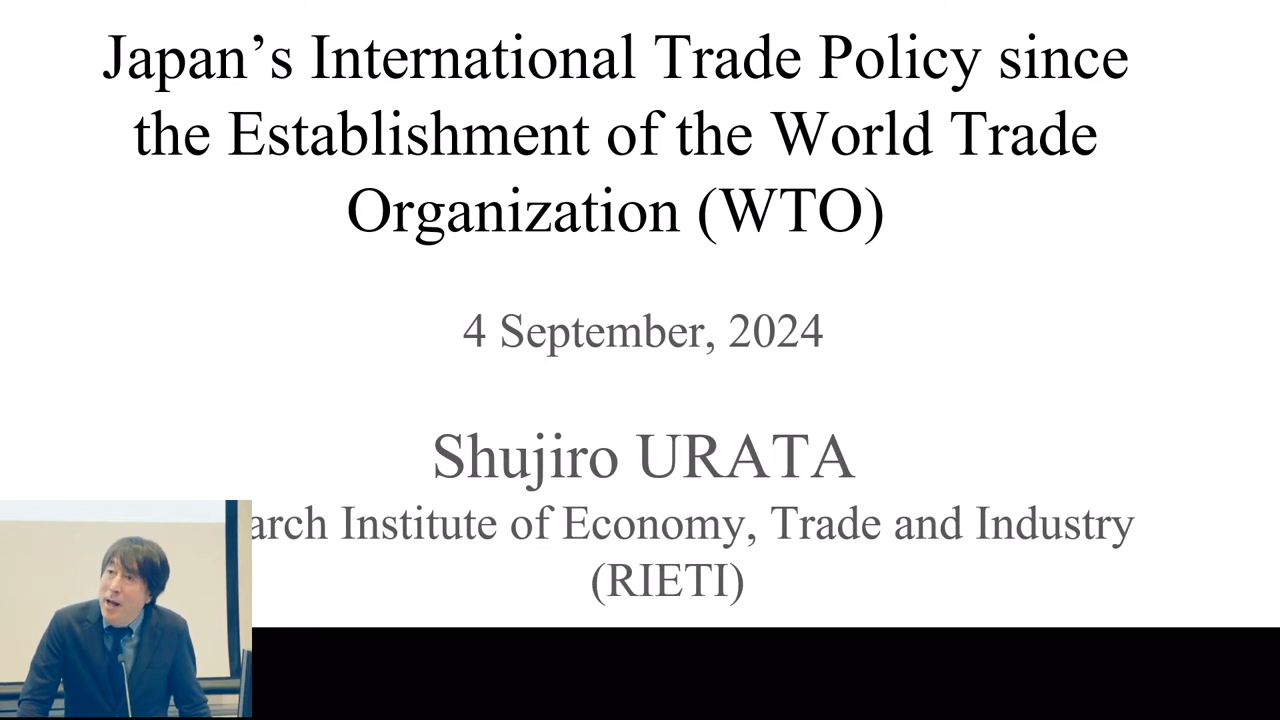 Japan’s International Trade Policy since
the Establishment of the World Trade
Organization (WTO)
4 September, 2024
Shujiro URATA
arch Institute of Economy, Trade and Industry
(RIETI)